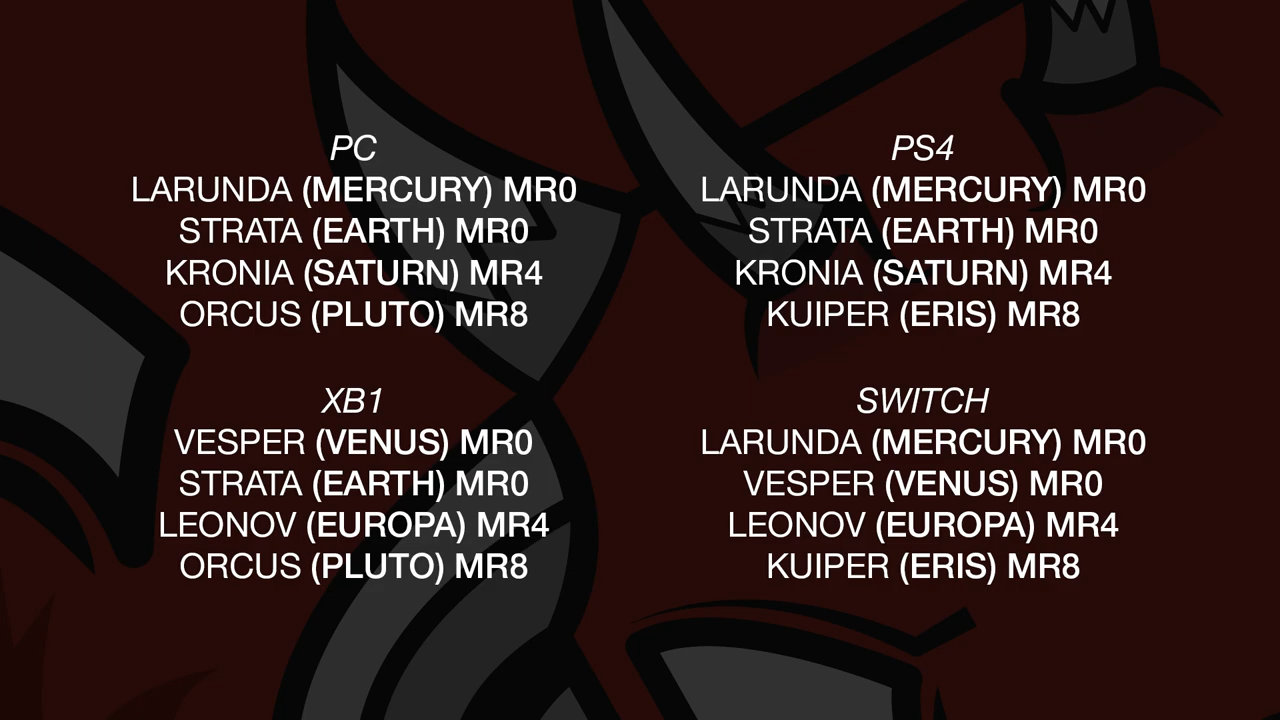 PC
LARUNDA (MERCURY) MR0
STRATA (EARTH) MR0
KRONIA (SATURN) MR4
ORCUS (PLUTO) MR8
PS4
LARUNDA (MERCURY) MR0
STRATA (EARTH) MR0
KRONIA (SATURN) MR4
KUIPER (ERIS) MR8
XB1
VESPER (VENUS) MR0
STRATA (EARTH) MR0
LEONOV (EUROPA) MR4
ORCUS (PLUTO) MR8
SWITCH
LARUNDA (MERCURY) MR0
VESPER (VENUS) MR0
LEONOV (EUROPA) MR4
KUIPER (ERIS) MR8